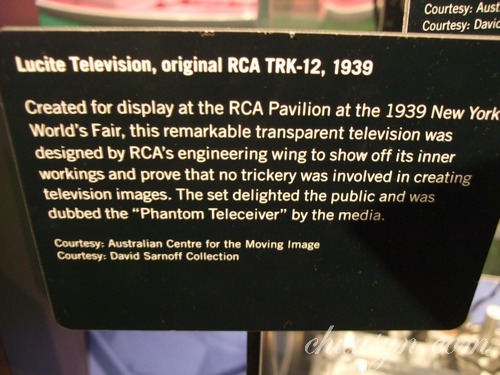 Courtesy: Aust
Courtesy: David
Lucite Television, original RCA TRK-12, 1939
Created for display at the RCA Pavilion at the 1939 New York
World's Fair, this remarkable transparent television was
designed by RCA's engineering wing to show off its inner
workings and prove that no trickery was involved in creating
television images. The set delighted the public and was
dubbed the “Phantom Teleceiver” by the media.
Courtesy: Australian Centre for the Moving Image
Courtesy: David Sarnoff Collection